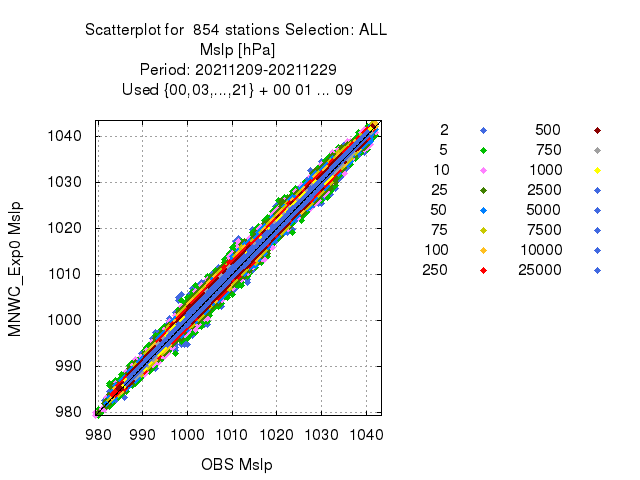 Scatterplot for  854 stations Selection: ALL
Mslp [hPa]
Period: 20211209-20211229
Used {00,03,...,21} + 00 01 ... 09
MNWC_Exp0 Mslp
1040
1030
1020
1010
1000
990
980
980 990 1000 1010 1020 1030 1040
OBS Mslp
2 500
5 750
10 1000
25 2500
50 5000
75 7500
100 10000
250 25000